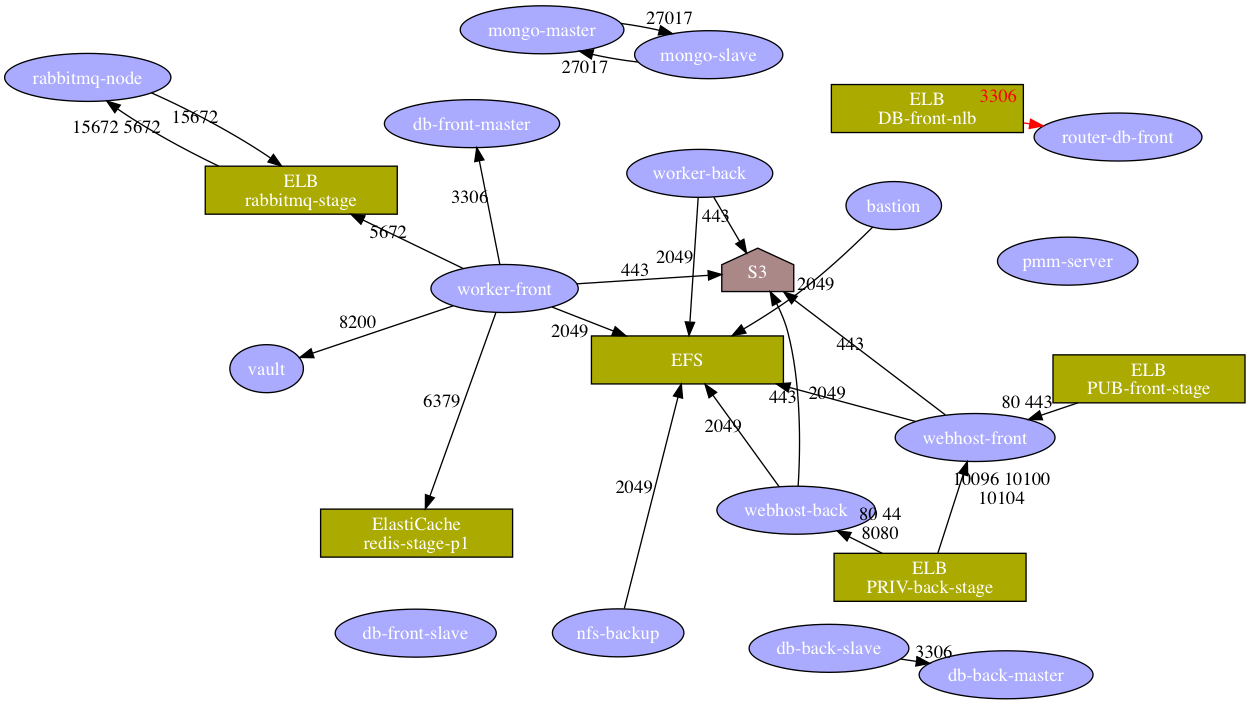 mongo-master
27017
mongo-slave
27017
rabbitmq-node
15672
15672 5672
db-front-master
ELB
DB-front-nlb
3306
router-db-front
ELB
rabbitmq-stage
worker-back
bastion
3306
5672
443
2049
pmm-server
S3
443
2049
worker-front
8200
2049
EFS
443
vault
ELB
PUB-front-stage
6379
443
2049
80 443
2049
webhost-front
2049
10096 10100
10104
webhost-back
80 44
8080
ElastiCache
redis-stage-p1
ELB
PRIV-back-stage
db-front-slave
nfs-backup
db-back-slave
3306
db-back-master